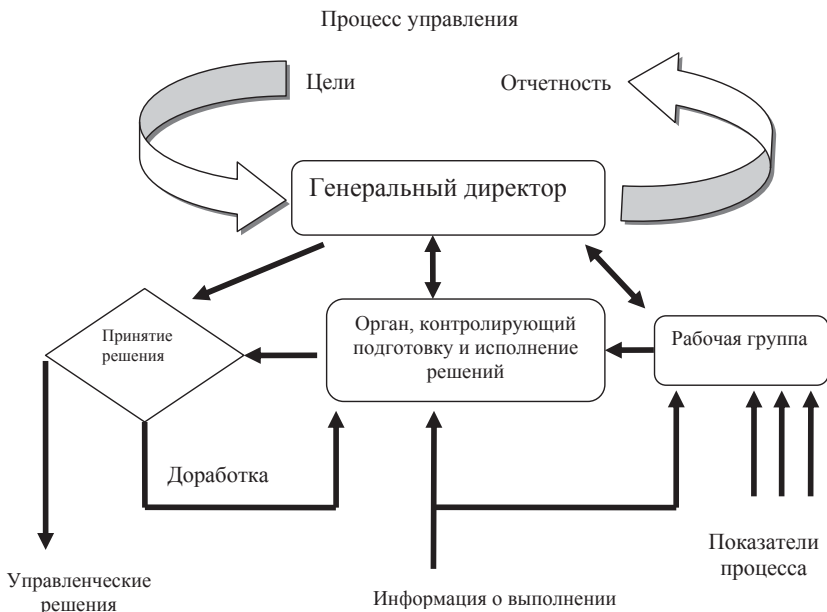 Процесс управления
Цели
Отчетность
Генеральный директор
Принятие
решения
Орган, контролирующий
подготовку и исполнение
решений
Рабочая группа
Доработка
Показатели
процесса
Управленческие
решения
Информация о выполнении